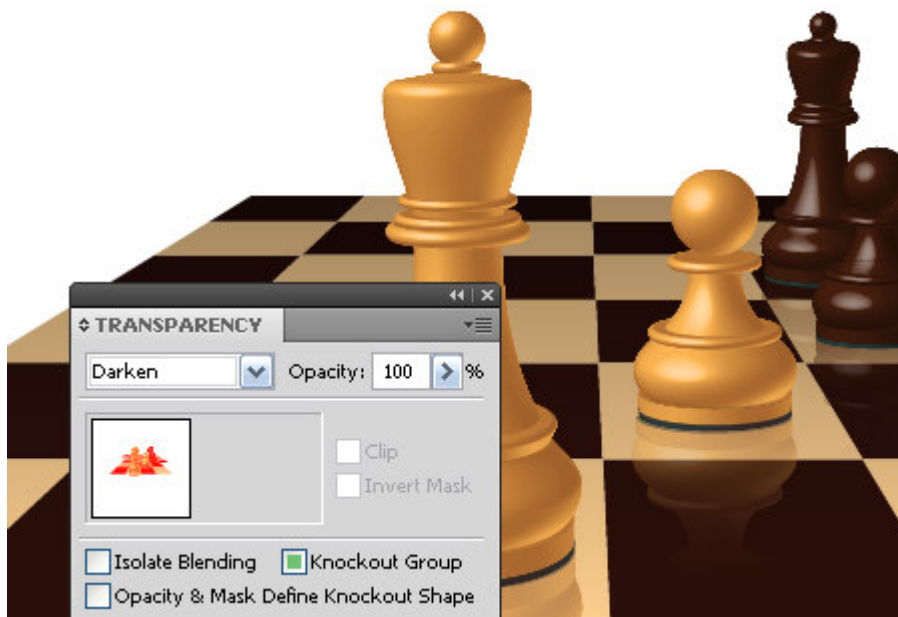 TRANSPARENCY
Darken Opacity: 100 %
Clip
Invert Mask
Isolate Blending Knockout Group
Opacity & Mask Define Knockout Shape